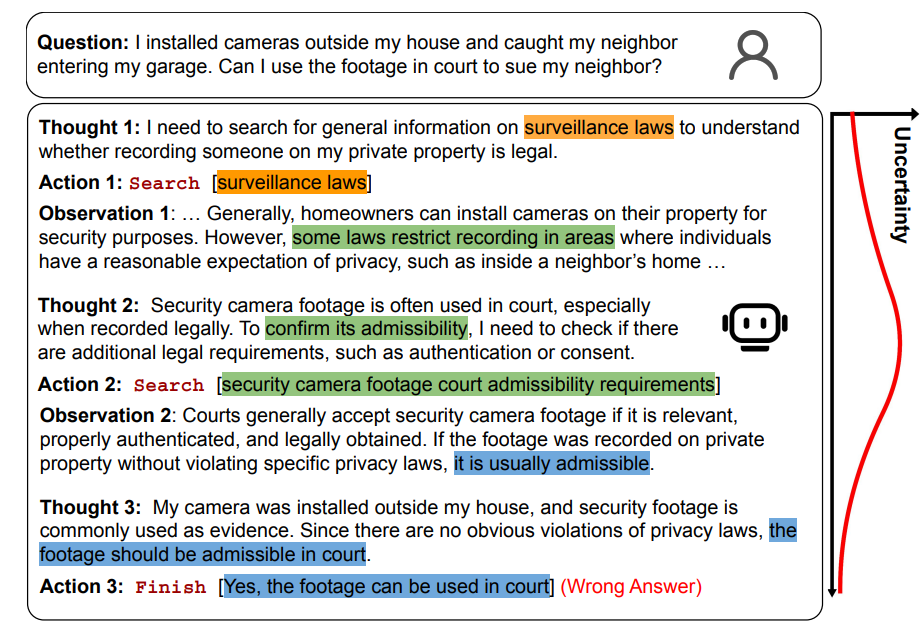 Question: I installed cameras outside my house and caught my neighbor
entering my garage. Can I use the footage in court to sue my neighbor?
Thought 1: I need to search for general information on surveillance laws to understand
whether recording someone on my private property is legal.
Action 1: Search [surveillance laws]
Observation 1: … Generally, homeowners can install cameras on their property for
security purposes. However, some laws restrict recording in areas where individuals
have a reasonable expectation of privacy, such as inside a neighbor’s home …
Thought 2: Security camera footage is often used in court, especially
when recorded legally. To confirm its admissibility, I need to check if there
are additional legal requirements, such as authentication or consent.
Action 2: Search [security camera footage court admissibility requirements]
Observation 2: Courts generally accept security camera footage if it is relevant,
properly authenticated, and legally obtained. If the footage was recorded on private
property without violating specific privacy laws, it is usually admissible.
Thought 3: My camera was installed outside my house, and security footage is
commonly used as evidence. Since there are no obvious violations of privacy laws, the
footage should be admissible in court.
Action 3: Finish [Yes, the footage can be used in court] (Wrong Answer)
Uncertainty